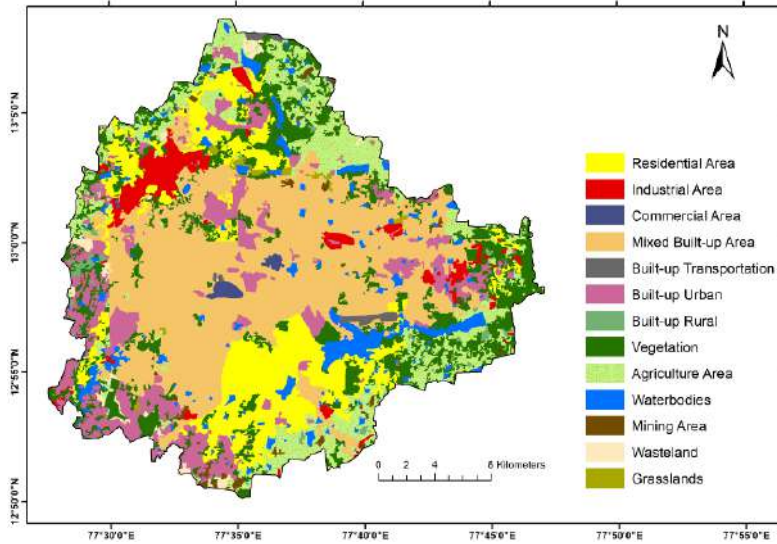 N
13°5'0"N
13°0'0"N
12°55'0"N
12°50'0"N
Residential Area
Industrial Area
Commercial Area
Mixed Built-up Area
Built-up Transportation
Built-up Urban
Built-up Rural
Vegetation
Agriculture Area
Waterbodies
Mining Area
Wasteland
Grasslands
0 2 4 8 Kilometers
77°30'0"E 77°35'0"E 77°40'0"E 77°45'0"E 77°50'0"E 77°55'0"E